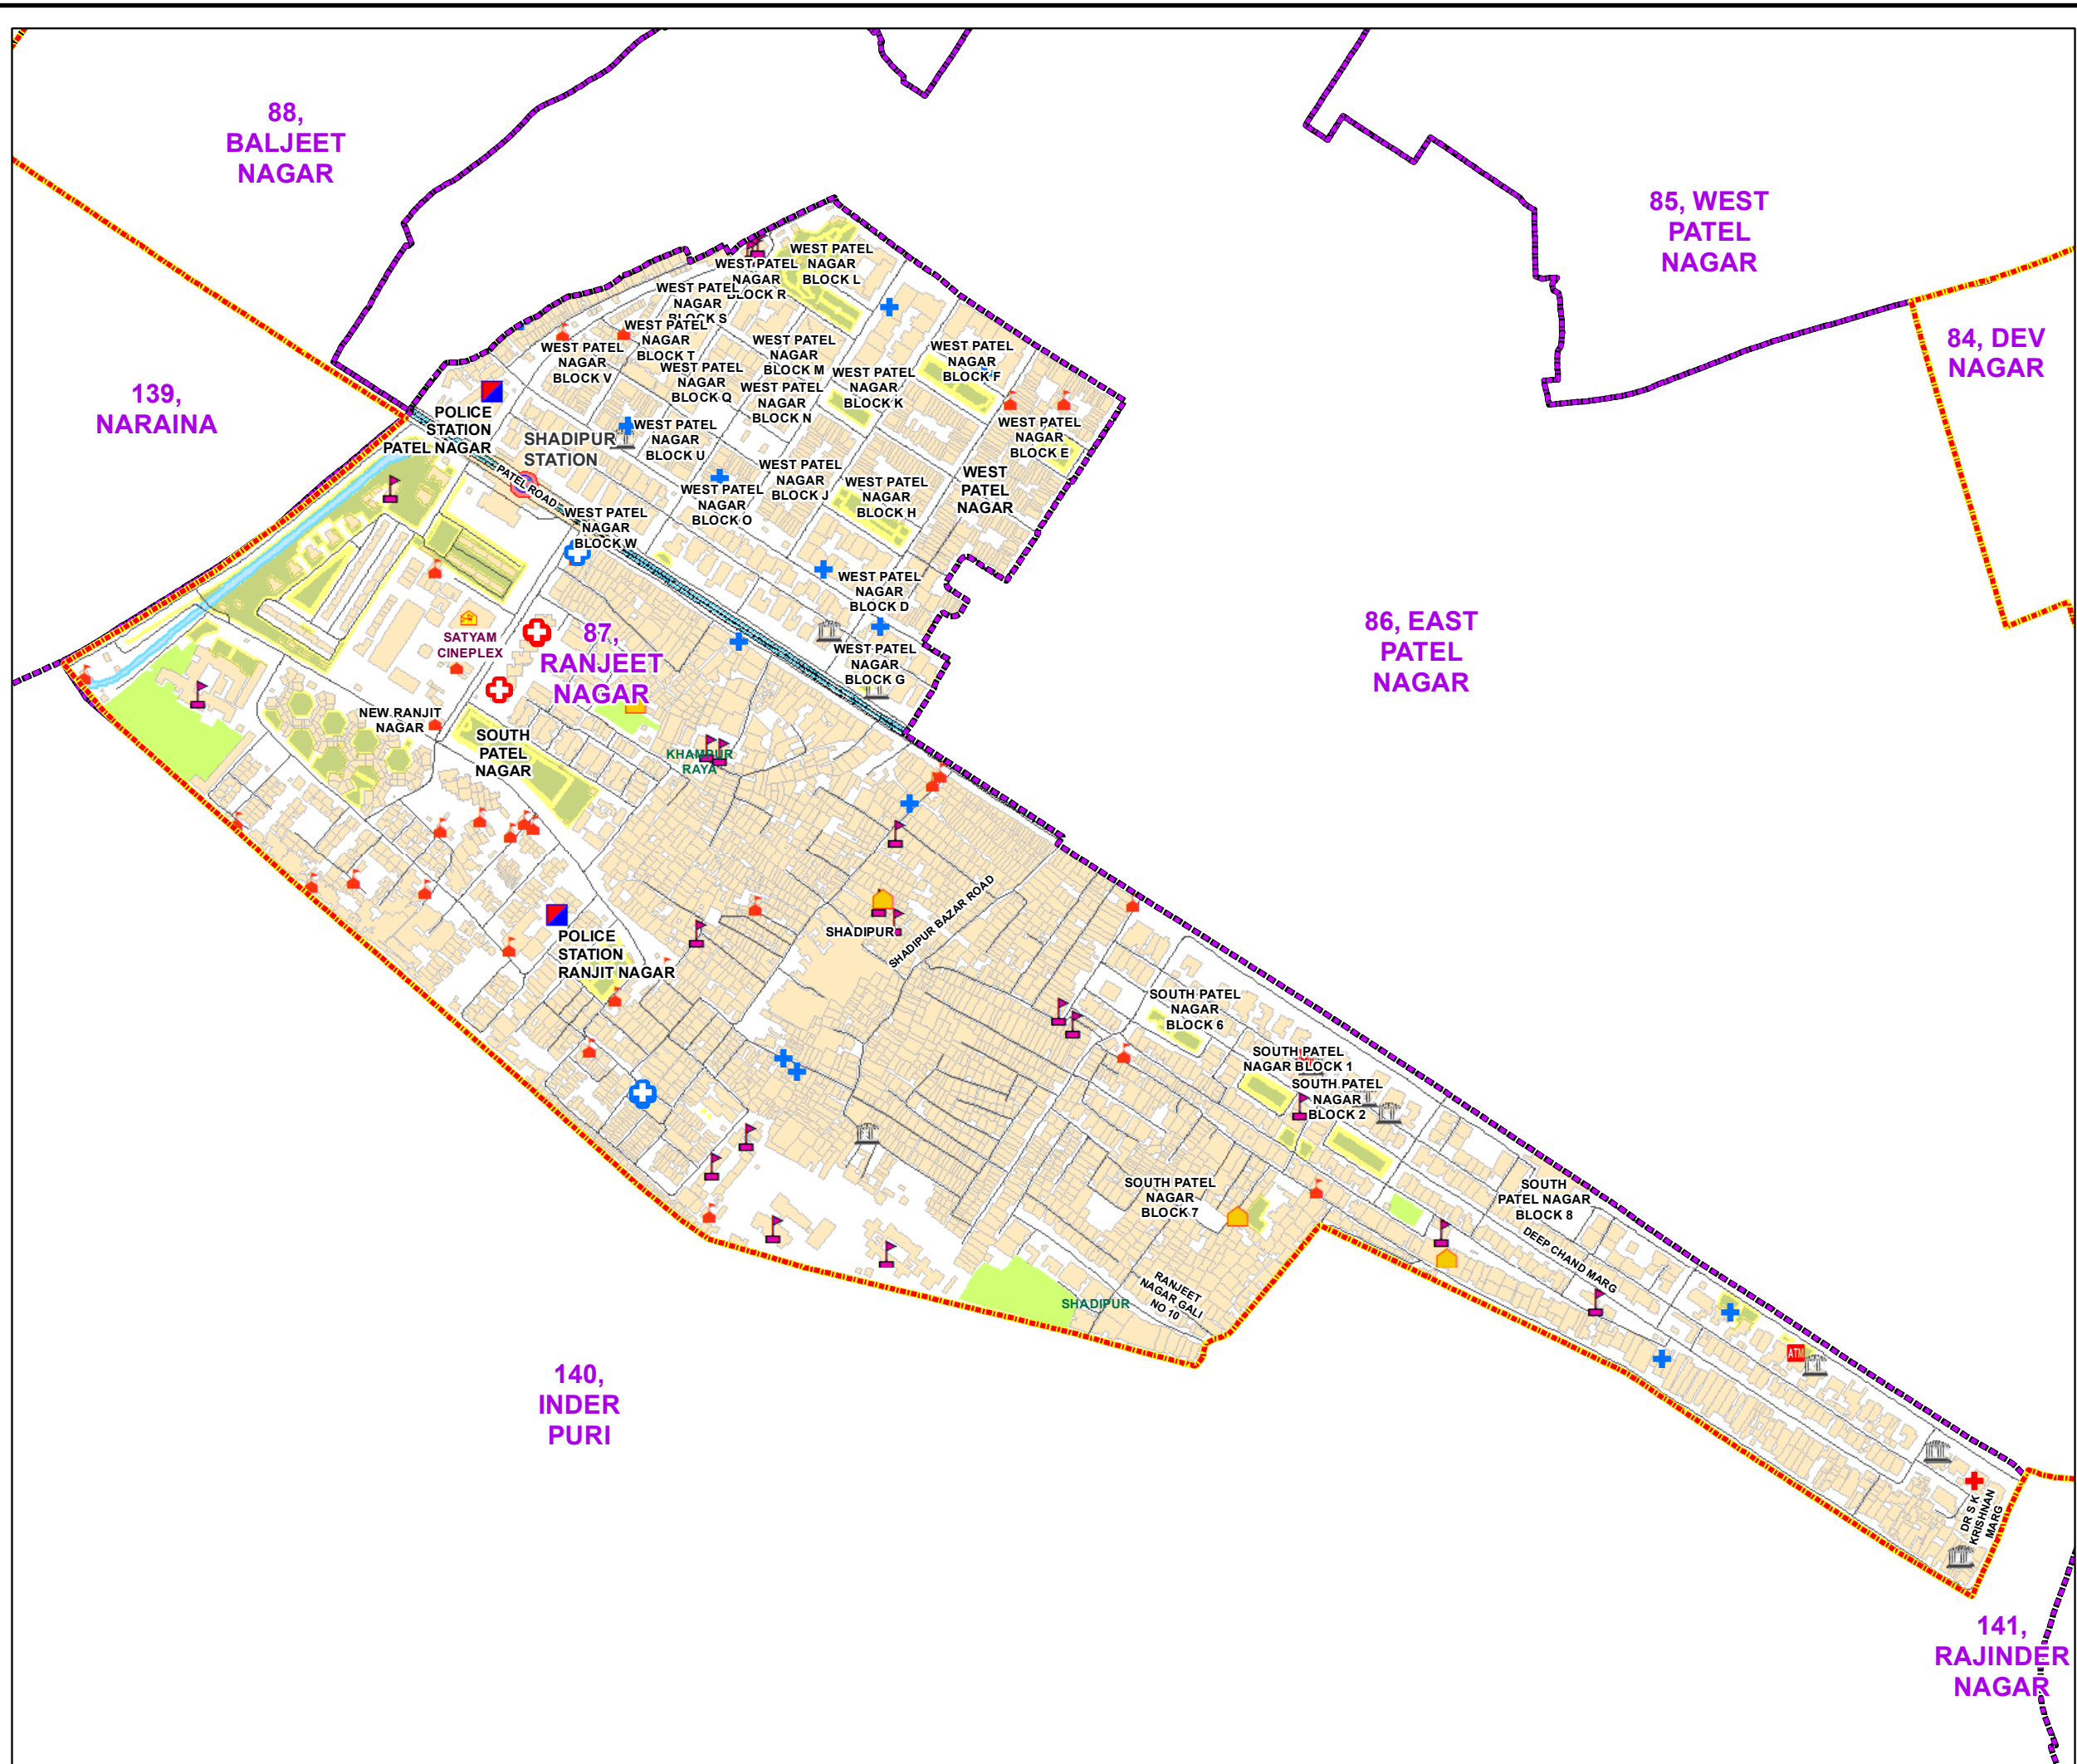 88,
BALJEET
NAGAR
85, WEST
PATEL
NAGAR
84, DEV
NAGAR
139,
NARAINA
WEST PATEL
NAGAR
BLOCK L
WEST PATEL
NAGAR
BLOCK R
WEST PATEL
NAGAR
BLOCK S
WEST PATEL
NAGAR
BLOCK T
WEST PATEL
NAGAR
BLOCK V
WEST PATEL
NAGAR
BLOCK M
WEST PATEL
NAGAR
BLOCK F
WEST PATEL
NAGAR
BLOCK Q
WEST PATEL
NAGAR
BLOCK K
WEST PATEL
NAGAR
BLOCK N
POLICE
STATION
PATEL NAGAR
SHADIPUR
STATION
WEST PATEL
NAGAR
BLOCK U
WEST PATEL
NAGAR
BLOCK E
WEST PATEL
NAGAR
BLOCK J
WEST
PATEL
NAGAR
WEST PATEL
NAGAR
BLOCK H
WEST PATEL
NAGAR
BLOCK O
PATEL ROAD
WEST PATEL
NAGAR
BLOCK W
WEST PATEL
NAGAR
BLOCK D
WEST PATEL
NAGAR
BLOCK G
SATYAM
CINEPLEX
87,
RANJEET
NAGAR
86, EAST
PATEL
NAGAR
NEW RANJIT
NAGAR
SOUTH
PATEL
NAGAR
KHAMPUR
RAYA
SHADIPUR
SHADIPUR BAZAR ROAD
POLICE
STATION
RANJIT NAGAR
SOUTH PATEL
NAGAR
BLOCK 6
SOUTH PATEL
NAGAR BLOCK 1
SOUTH PATEL
NAGAR
BLOCK 2
SOUTH PATEL
NAGAR
BLOCK 7
SOUTH
PATEL NAGAR
BLOCK 8
DEEP CHAND MARG
RANJEET
NAGAR GALI
NO 10
SHADIPUR
ATM
140,
INDER
PURI
DR S K
KRISHNAN
MARG
141,
RAJINDER
NAGAR